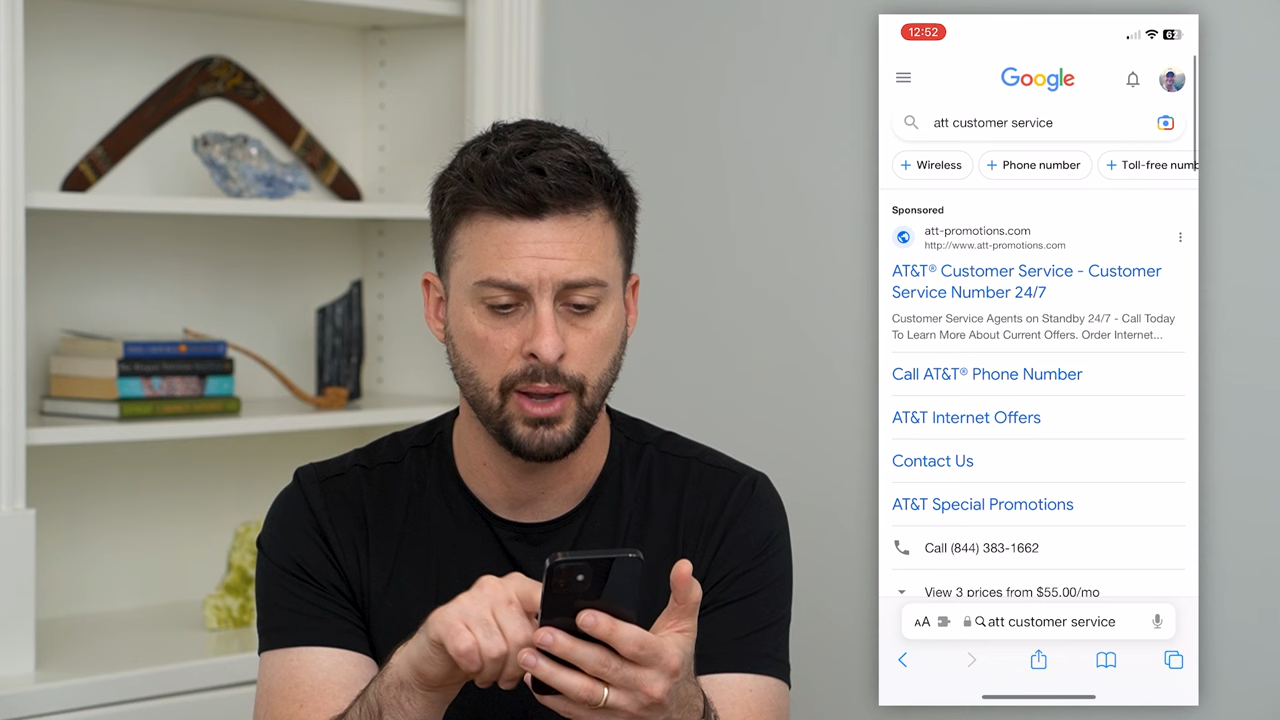 12:52
62
Google
att customer service
+ Wireless
+ Phone number
+ Toll-free numb
Sponsored
att-promotions.com
http://www.att-promotions.com
AT&T® Customer Service - Customer
Service Number 24/7
Customer Service Agents on Standby 24/7 - Call Today
To Learn More About Current Offers. Order Internet...
Call AT&T® Phone Number
AT&T Internet Offers
Contact Us
AT&T Special Promotions
Call (844) 383-1662
View 3 prices from $55.00/mo
AA att customer service